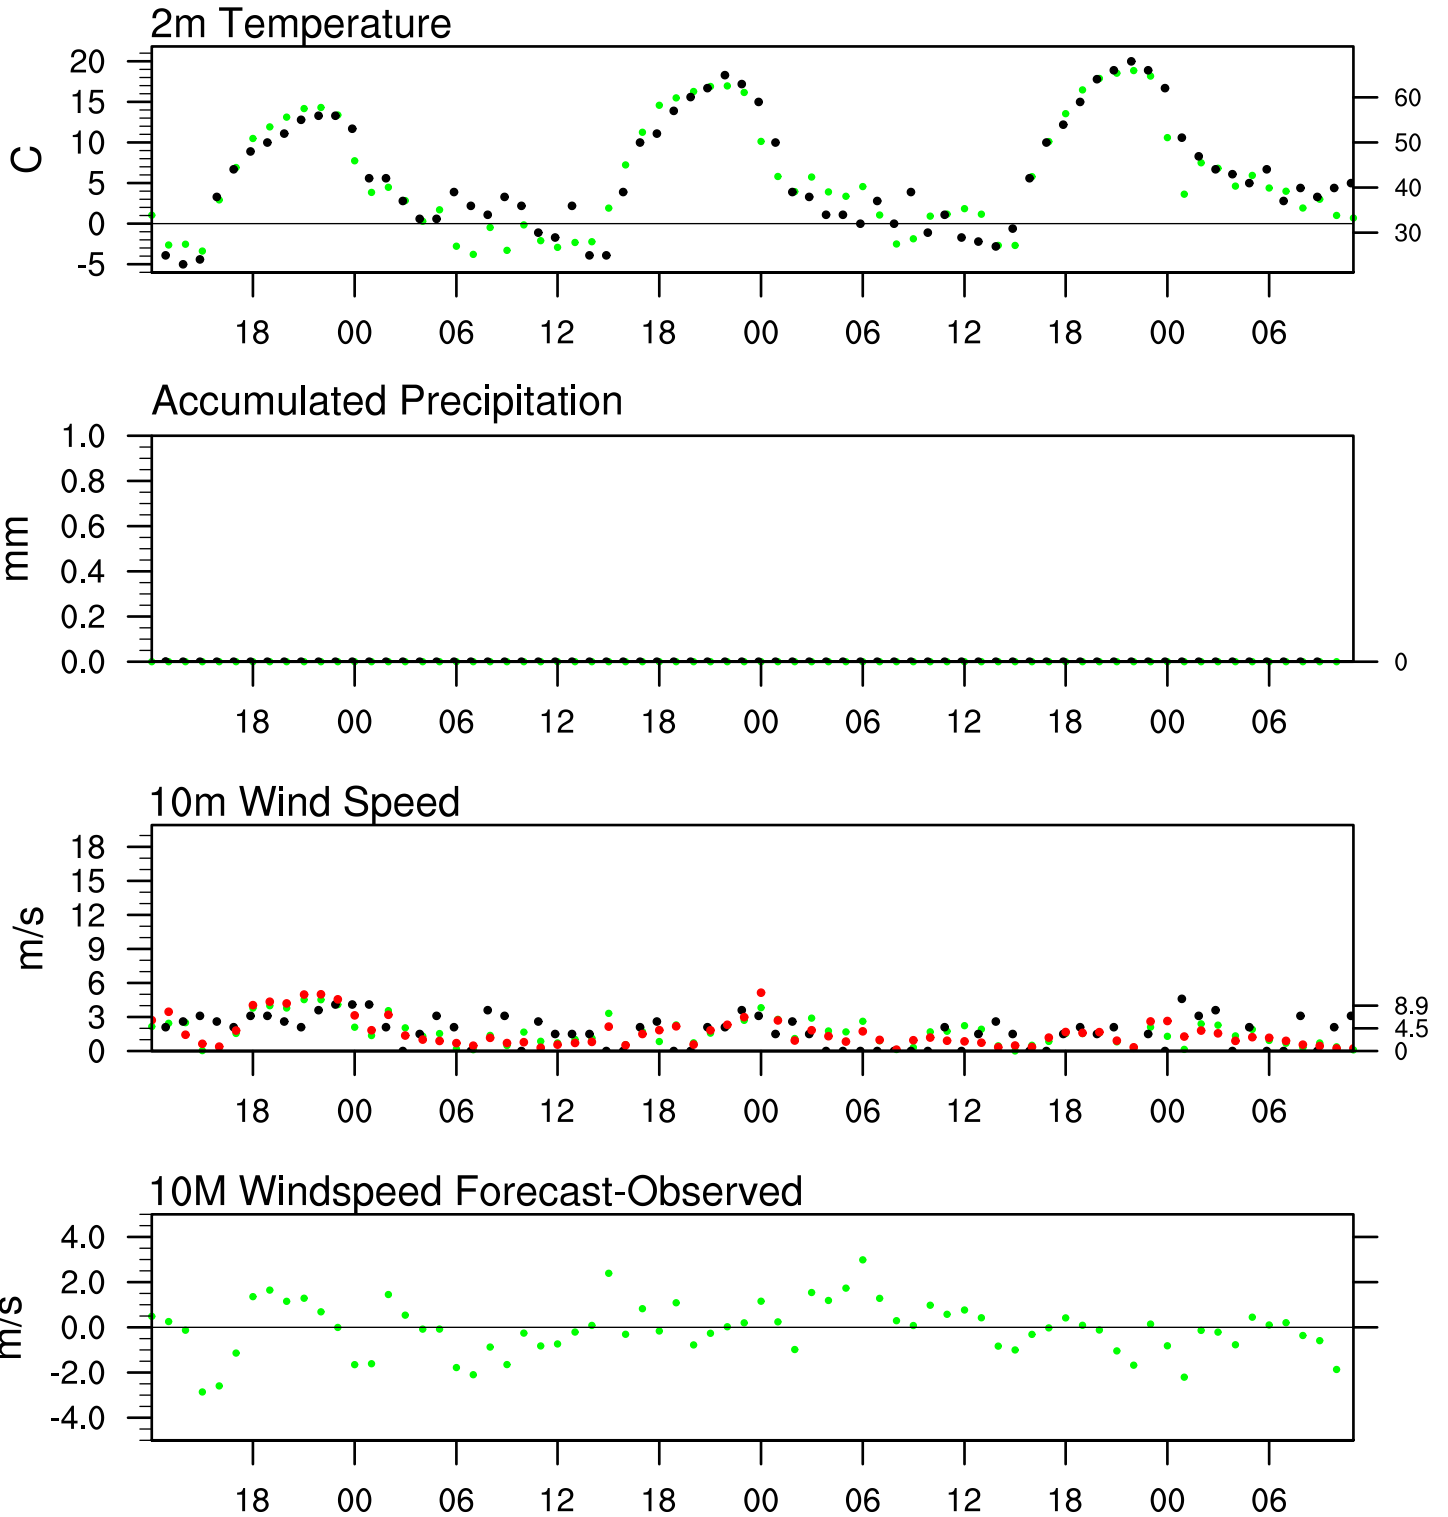 2m Temperature
20
15
10
5
0
-5
C
60
50
40
30
18 00 06 12 18 00 06 12 18 00 06
Accumulated Precipitation
1.0
0.8
0.6
0.4
0.2
0.0
mm
0
18 00 06 12 18 00 06 12 18 00 06
10m Wind Speed
18
15
12
9
6
3
0
m/s
8.9
4.5
0
18 00 06 12 18 00 06 12 18 00 06
10M Windspeed Forecast-Observed
4.0
2.0
0.0
-2.0
-4.0
m/s
18 00 06 12 18 00 06 12 18 00 06